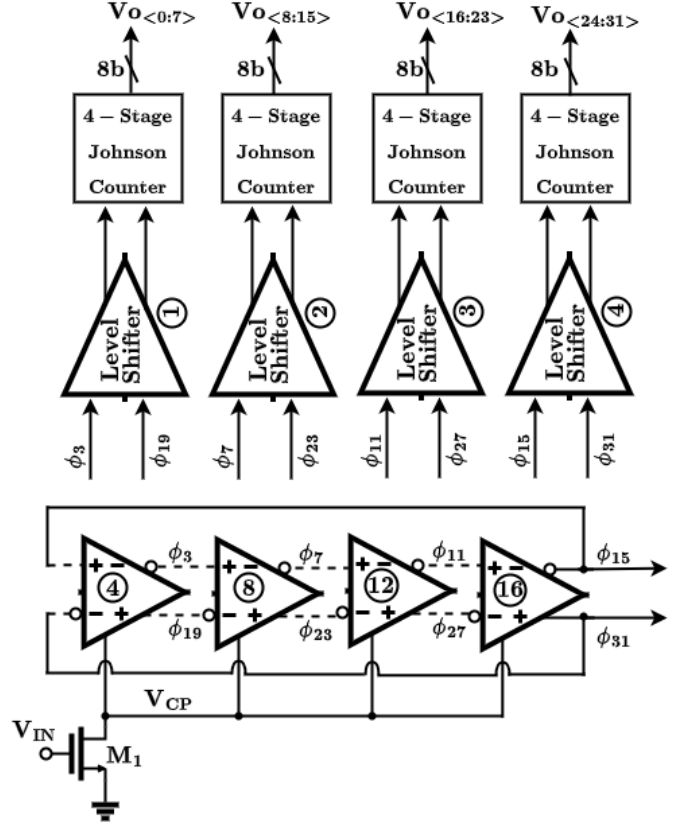 Vo<0:7> Vo<8:15> Vo<16:23> Vo<24:31>
8b 8b 8b 8b
4 – Stage
Johnson
Counter
4 – Stage
Johnson
Counter
4 – Stage
Johnson
Counter
4 – Stage
Johnson
Counter
Level
Shifter
1
Level
Shifter
2
Level
Shifter
3
Level
Shifter
4
ϕ3 ϕ19 ϕ7 ϕ23 ϕ11 ϕ27 ϕ15 ϕ31
ϕ3 ϕ7 ϕ11 ϕ15
+ − + − + − + −
4 8 12 16
− + − + − + − +
ϕ19 ϕ23 ϕ27 ϕ31
VCP
VIN
M1